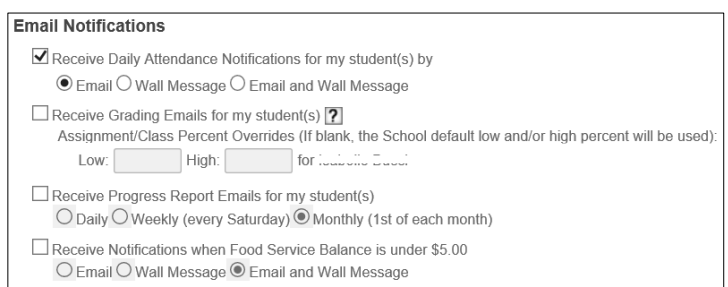 Email Notifications
Receive Daily Attendance Notifications for my student(s) by
Email Wall Message Email and Wall Message
Receive Grading Emails for my student(s) ?
Assignment/Class Percent Overrides (If blank, the School default low and/or high percent will be used):
Low: High: for
Receive Progress Report Emails for my student(s)
Daily Weekly (every Saturday) Monthly (1st of each month)
Receive Notifications when Food Service Balance is under $5.00
Email Wall Message Email and Wall Message